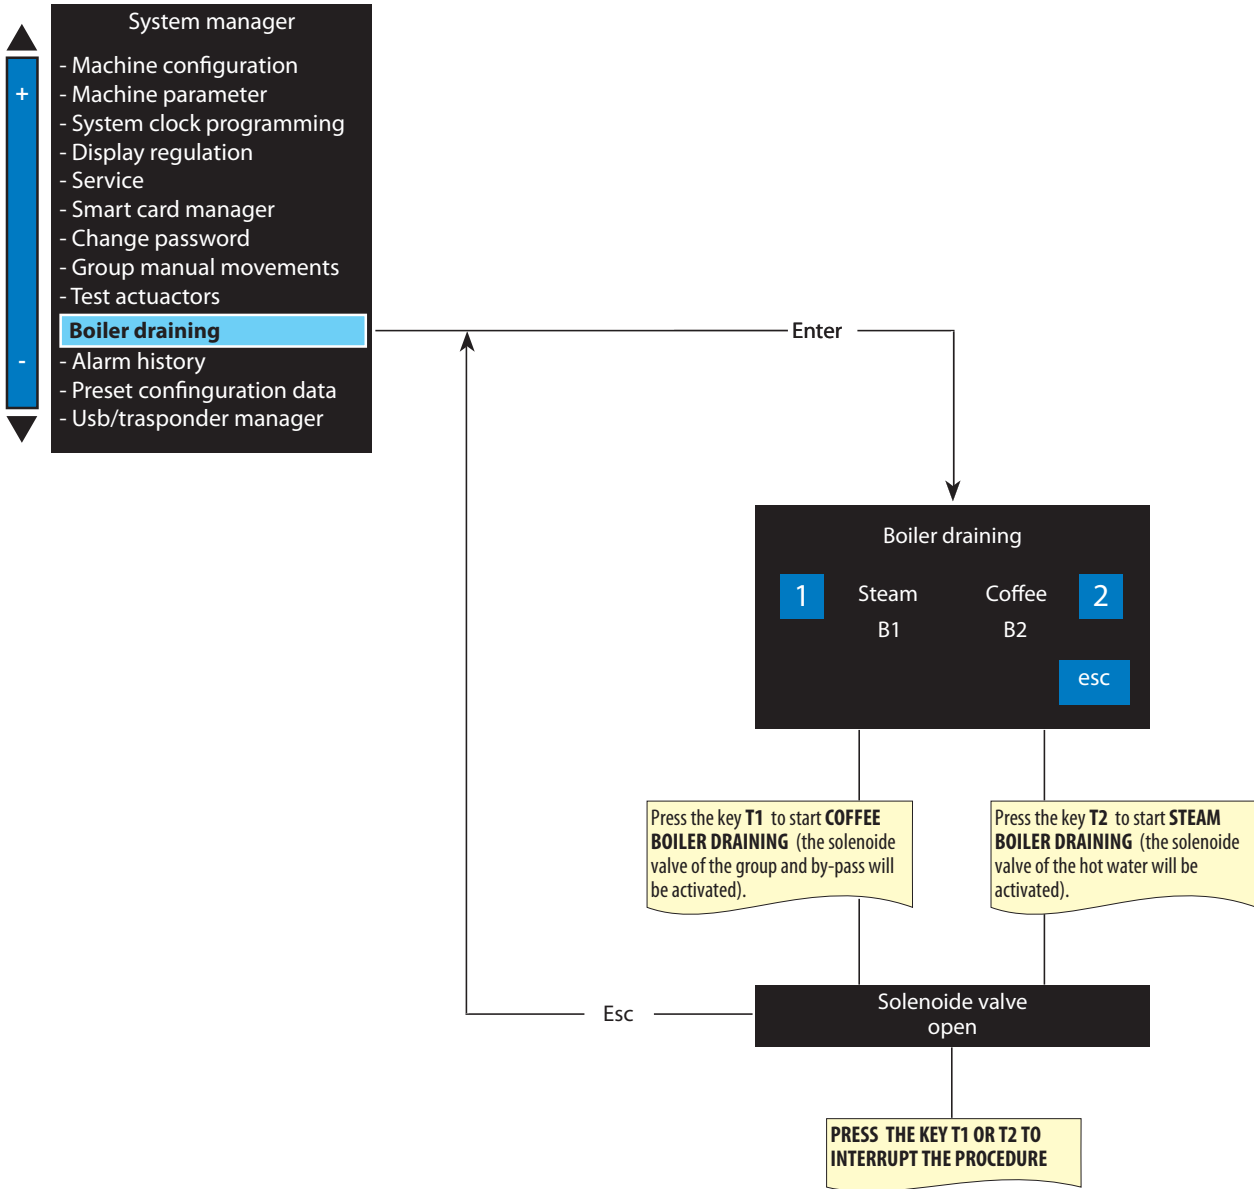 System manager
+
- Machine configuration
- Machine parameter
- System clock programming
- Display regulation
- Service
- Smart card manager
- Change password
- Group manual movements
- Test actuactors
Boiler draining
-
- Alarm history
- Preset confinguration data
- Usb/trasponder manager
Enter
Boiler draining
1 Steam Coffee 2
B1 B2
esc
Press the key T1 to start COFFEE
BOILER DRAINING (the solenoide
valve of the group and by-pass will
be activated).
Press the key T2 to start STEAM
BOILER DRAINING (the solenoide
valve of the hot water will be
activated).
Solenoide valve
open
Esc
PRESS THE KEY T1 OR T2 TO
INTERRUPT THE PROCEDURE